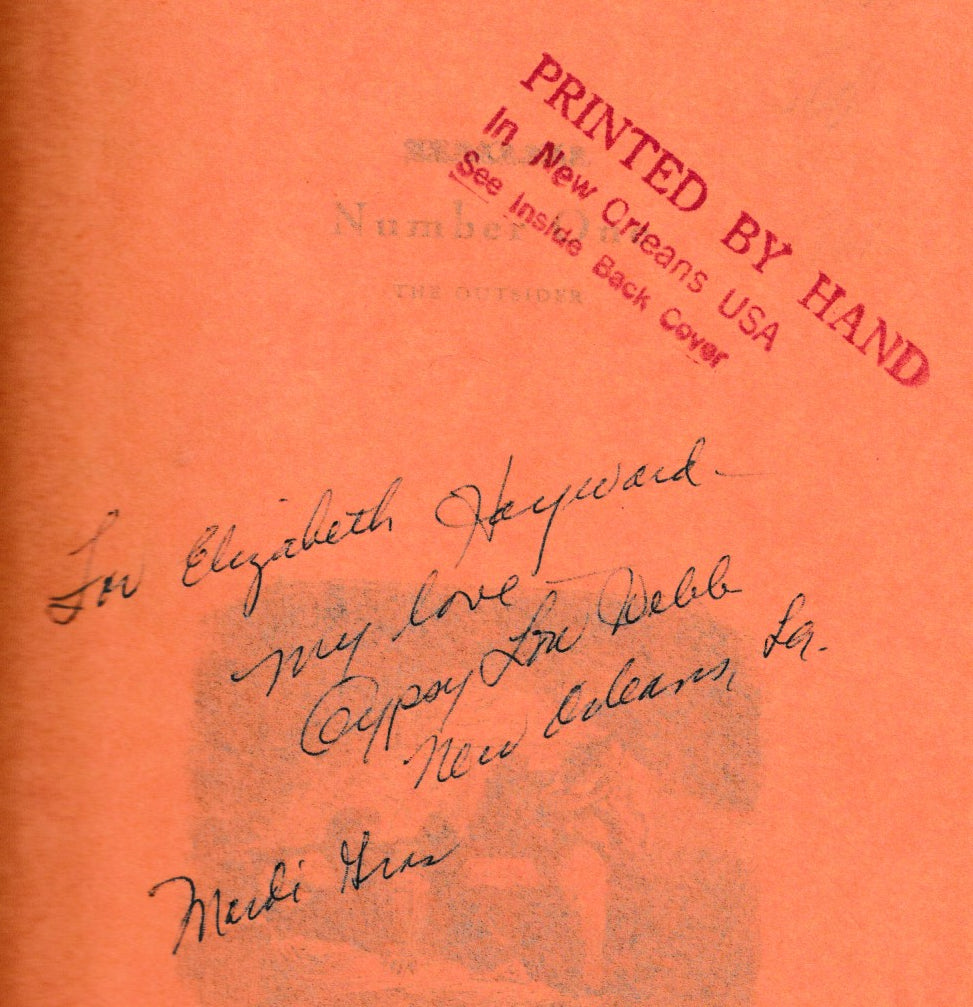 PRINTED BY HAND
In New Orleans USA
See Inside Back Cover
Number One
THE OUTSIDER
For Elizabeth Hayward—
my love—
Gypsy Lou Webb
New Orleans, La.
Mardi Gras